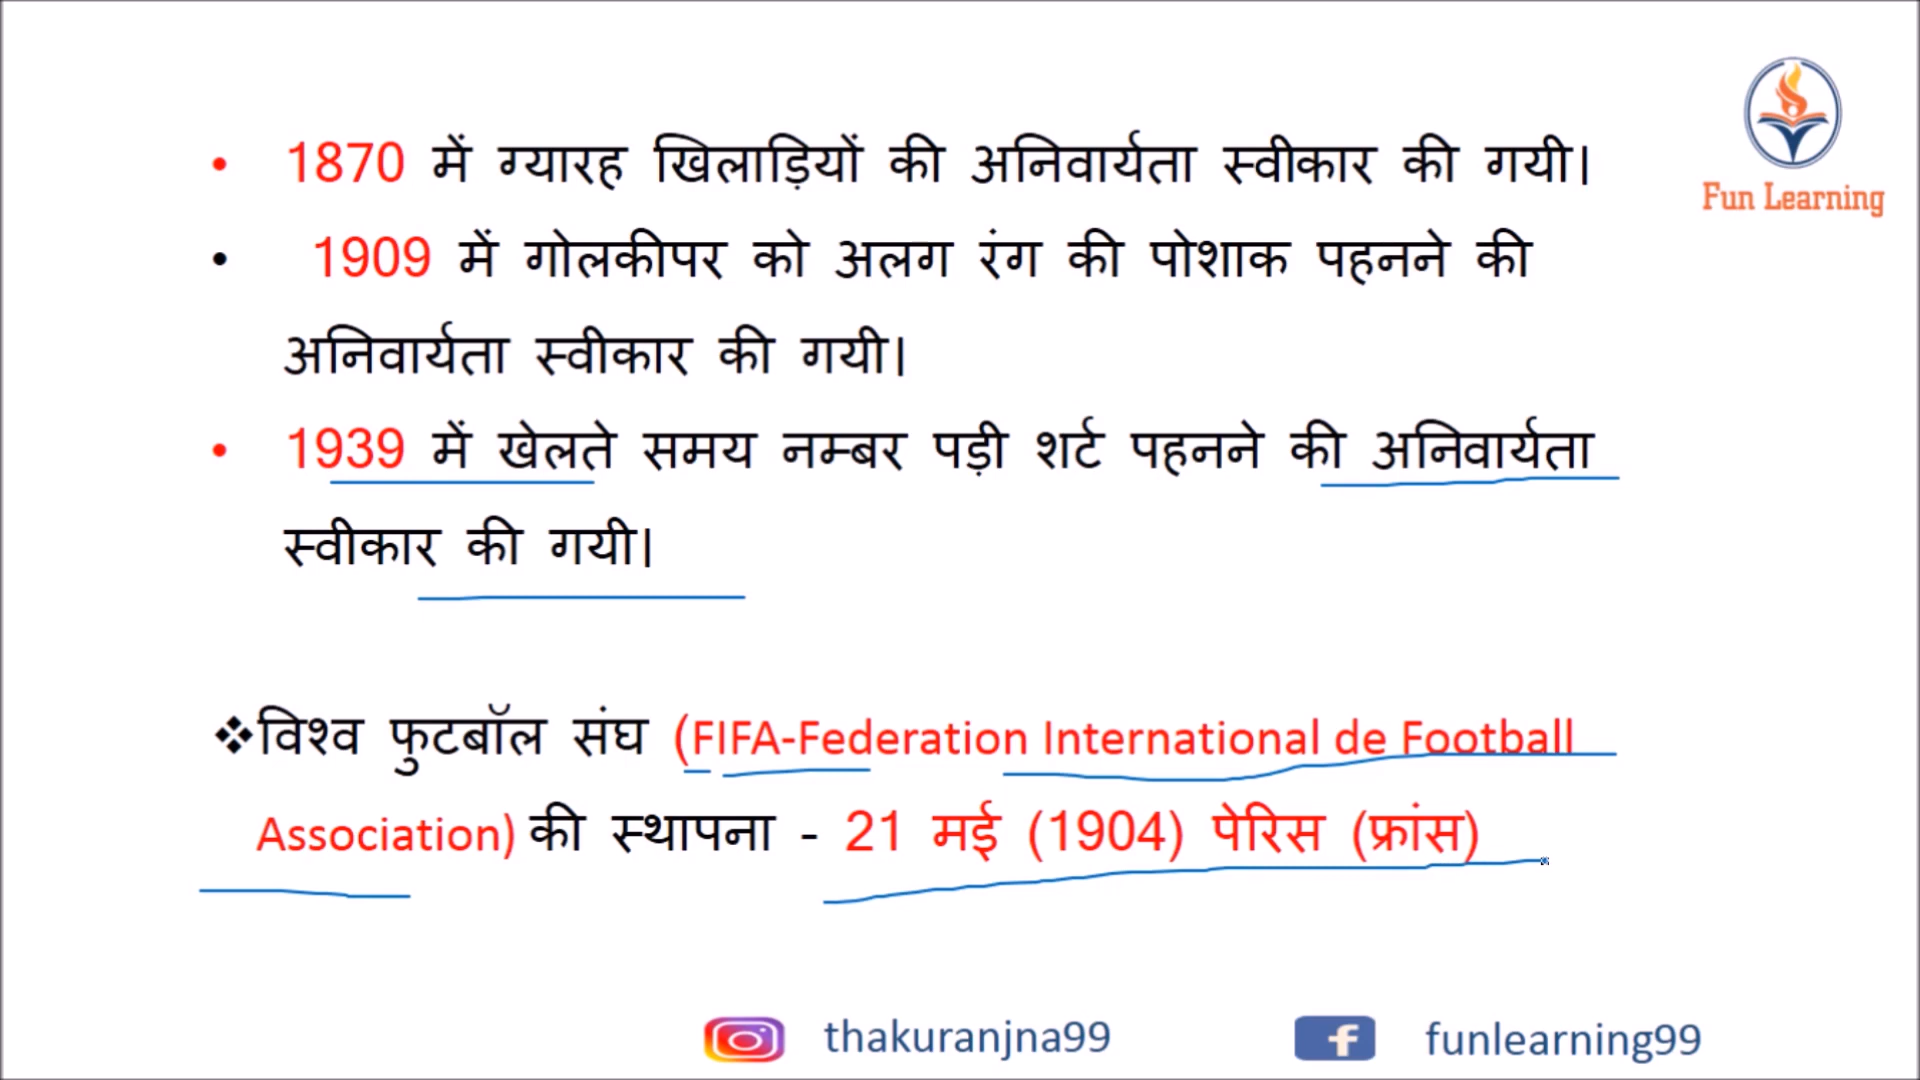 Fun Learning
• 1870 में ग्यारह खिलाड़ियों की अनिवार्यता स्वीकार की गयी।
• 1909 में गोलकीपर को अलग रंग की पोशाक पहनने की
अनिवार्यता स्वीकार की गयी।
• 1939 में खेलते समय नम्बर पड़ी शर्ट पहनने की अनिवार्यता
स्वीकार की गयी।
❖विश्व फुटबॉल संघ (FIFA-Federation International de Football
Association) की स्थापना - 21 मई (1904) पेरिस (फ्रांस)
thakuranjna99 funlearning99